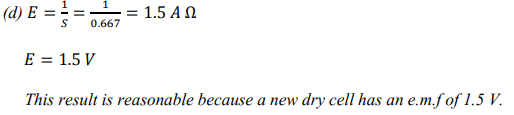 (d) E = 1/S = 1/0.667 = 1.5 A Ω
E = 1.5 V
This result is reasonable because a new dry cell has an e.m.f of 1.5 V.